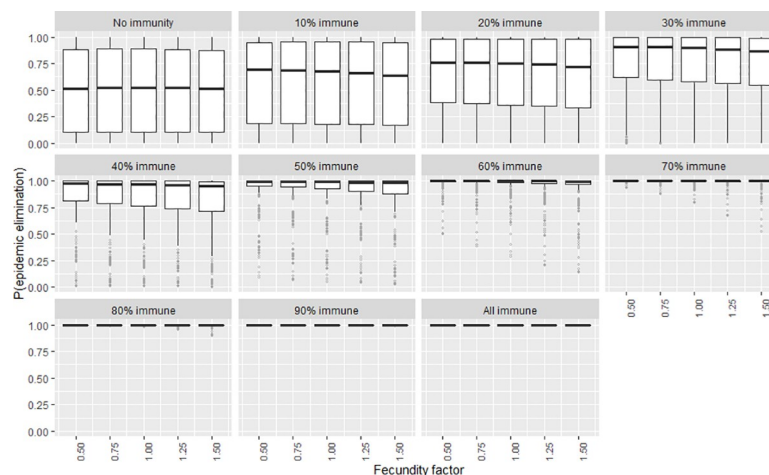 No immunity 10% immune 20% immune 30% immune
1.00
0.75
0.50
0.25
0.00
40% immune 50% immune 60% immune 70% immune
1.00
0.75
0.50
0.25
0.00
0.50 0.75 1.00 1.25 1.50
80% immune 90% immune All immune
1.00
0.75
0.50
0.25
0.00
0.50 0.75 1.00 1.25 1.50 0.50 0.75 1.00 1.25 1.50 0.50 0.75 1.00 1.25 1.50
P(epidemic elimination)
Fecundity factor